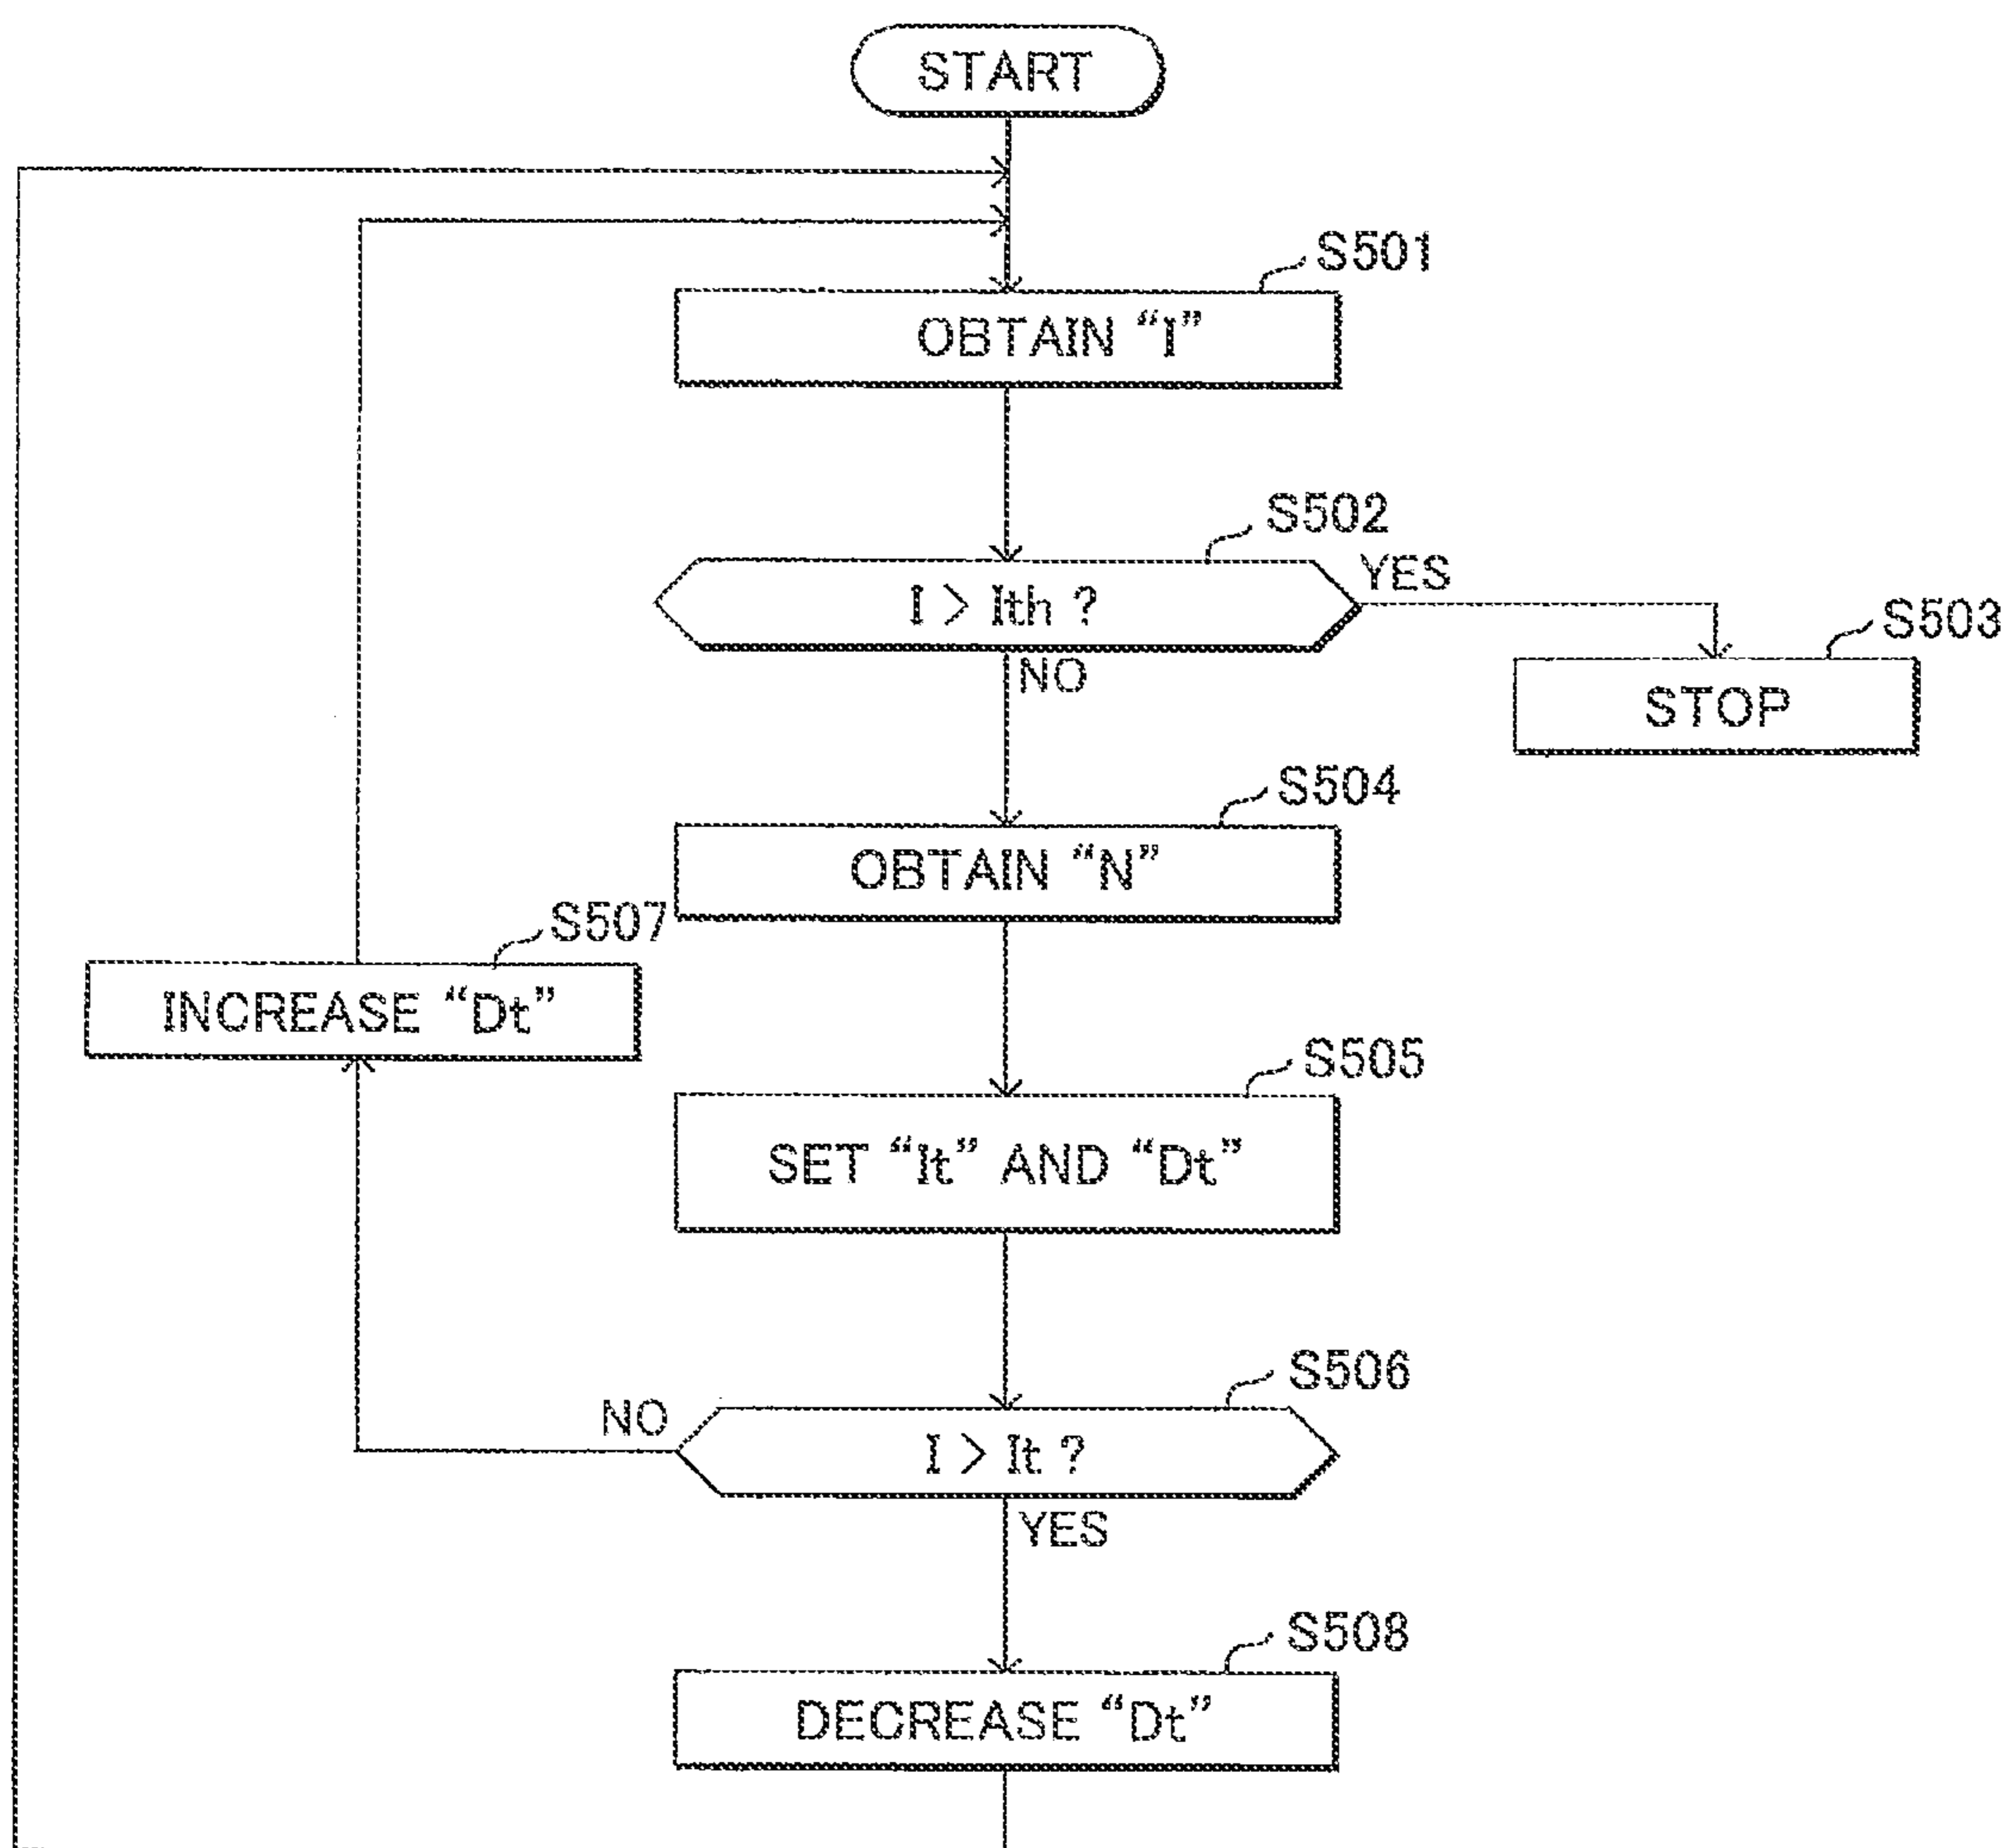 START
S501
OBTAIN “I”
S502
I > Ith ?
YES
S503
STOP
NO
S504
OBTAIN “N”
S507
INCREASE “Dt”
S505
SET “It” AND “Dt”
S506
NO
I > It ?
YES
S508
DECREASE “Dt”